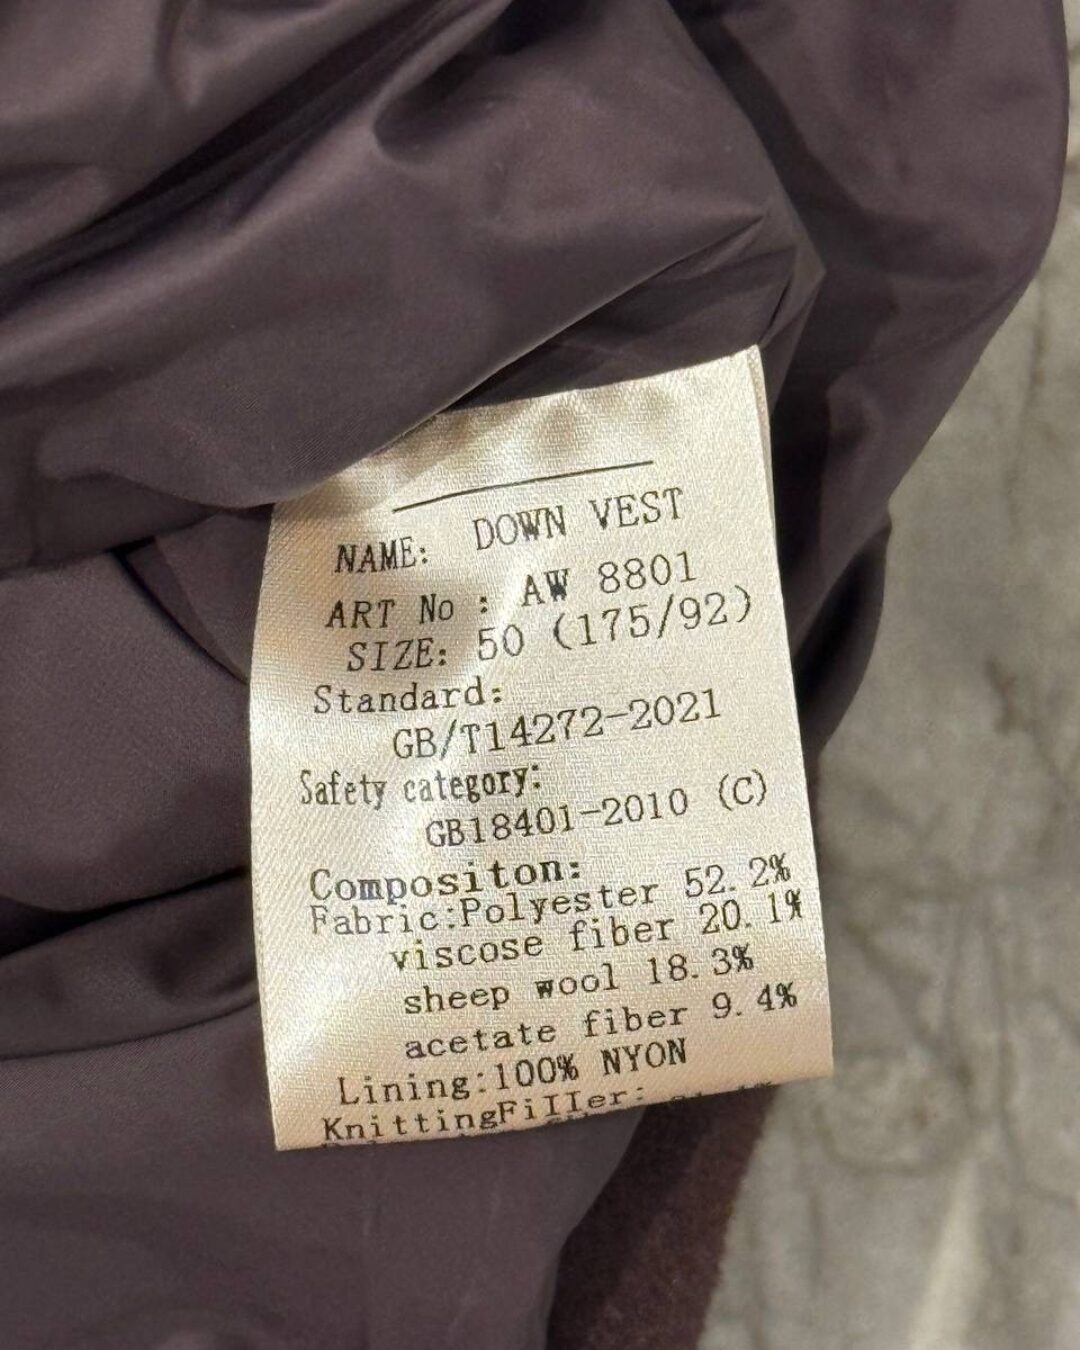 NAME: DOWN VEST
ART No : AW 8801
SIZE: 50 (175/92)
Standard:
GB/T14272-2021
Safety category:
GB18401-2010 (C)
Compositon:
Fabric:Polyester 52.2%
viscose fiber 20.1%
sheep wool 18.3%
acetate fiber 9.4%
Lining:100% NYON
KnittingFiIIer: